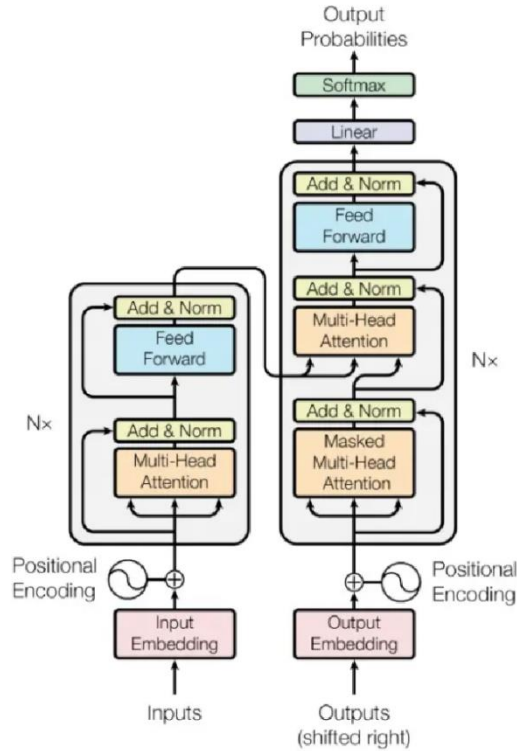 Output
Probabilities
Softmax
Linear
Add & Norm
Feed
Forward
Add & Norm
Multi-Head
Attention
Nx
Add & Norm
Masked
Multi-Head
Attention
Add & Norm
Feed
Forward
Nx
Add & Norm
Multi-Head
Attention
Positional
Encoding
Input
Embedding
Inputs
Positional
Encoding
Output
Embedding
Outputs
(shifted right)